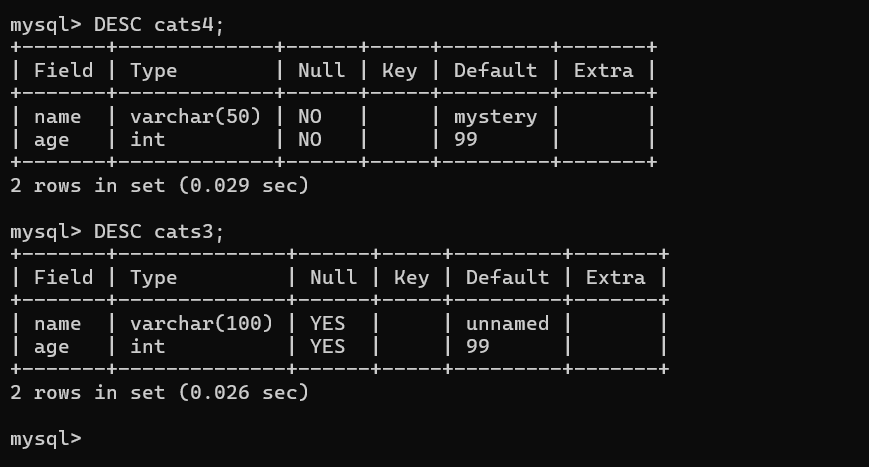 mysql> DESC cats4;
+-------+-------------+------+-----+---------+-------+
| Field | Type        | Null | Key | Default | Extra |
+-------+-------------+------+-----+---------+-------+
| name  | varchar(50) | NO   |     | mystery |       |
| age   | int         | NO   |     | 99      |       |
+-------+-------------+------+-----+---------+-------+
2 rows in set (0.029 sec)

mysql> DESC cats3;
+-------+--------------+------+-----+---------+-------+
| Field | Type         | Null | Key | Default | Extra |
+-------+--------------+------+-----+---------+-------+
| name  | varchar(100) | YES  |     | unnamed |       |
| age   | int          | YES  |     | 99      |       |
+-------+--------------+------+-----+---------+-------+
2 rows in set (0.026 sec)

mysql>